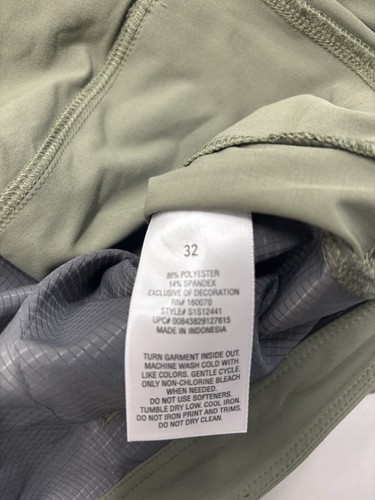 32
86% POLYESTER
14% SPANDEX
EXCLUSIVE OF DECORATION
RN# 160070
STYLE# S1S12441
UPC# 00843829127615
MADE IN INDONESIA
TURN GARMENT INSIDE OUT.
MACHINE WASH COLD WITH
LIKE COLORS. GENTLE CYCLE.
ONLY NON-CHLORINE BLEACH
WHEN NEEDED.
DO NOT USE SOFTENERS.
TUMBLE DRY LOW. COOL IRON.
DO NOT IRON PRINT AND TRIMS.
DO NOT DRY CLEAN.